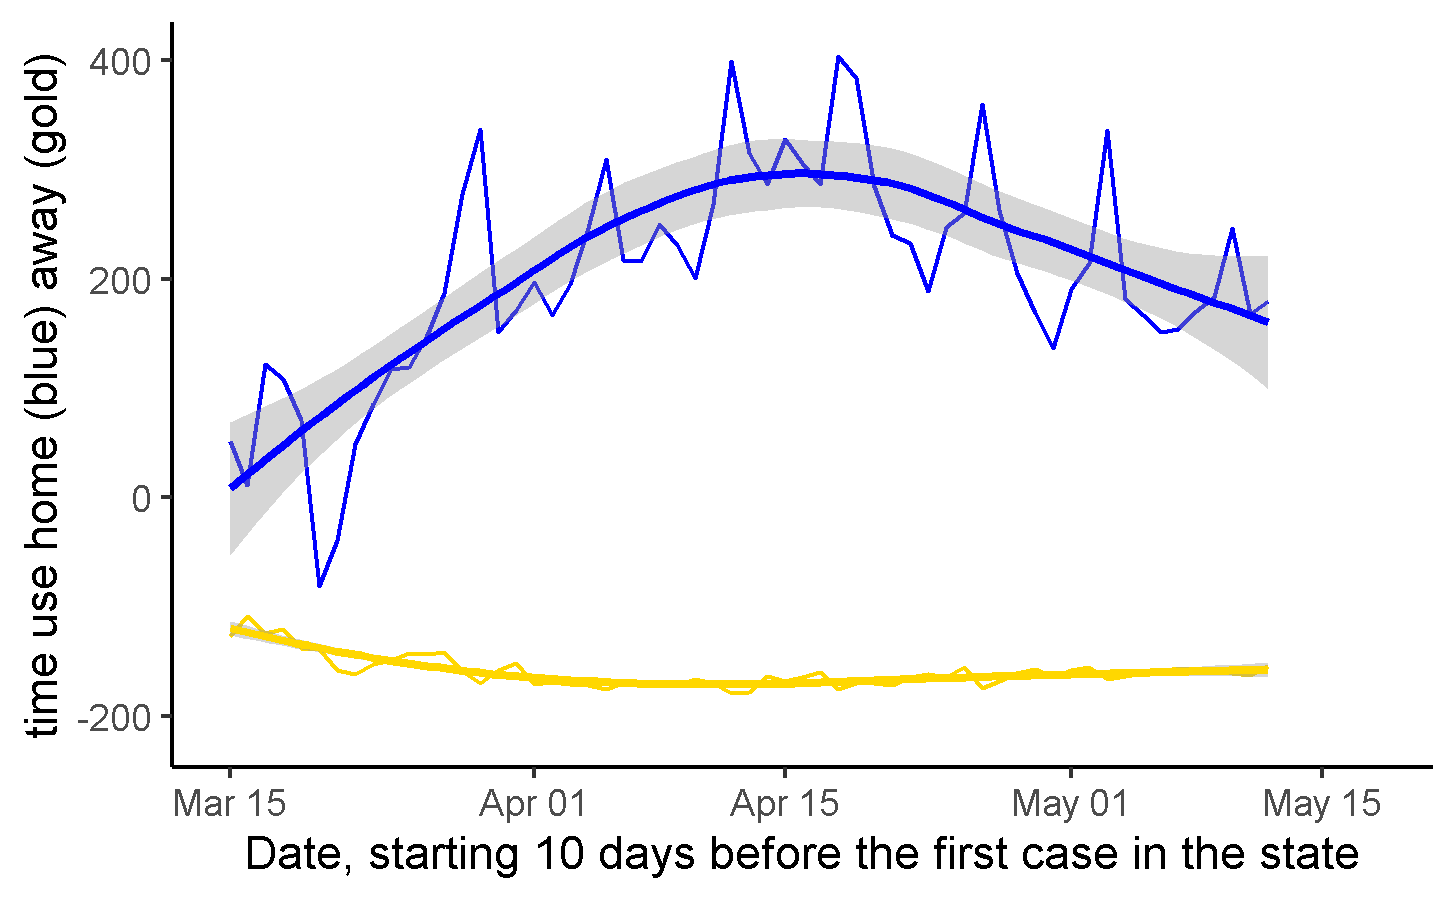 time use home (blue) away (gold)
400
200
0
-200
Mar 15
Apr 01
Apr 15
May 01
May 15
Date, starting 10 days before the first case in the state